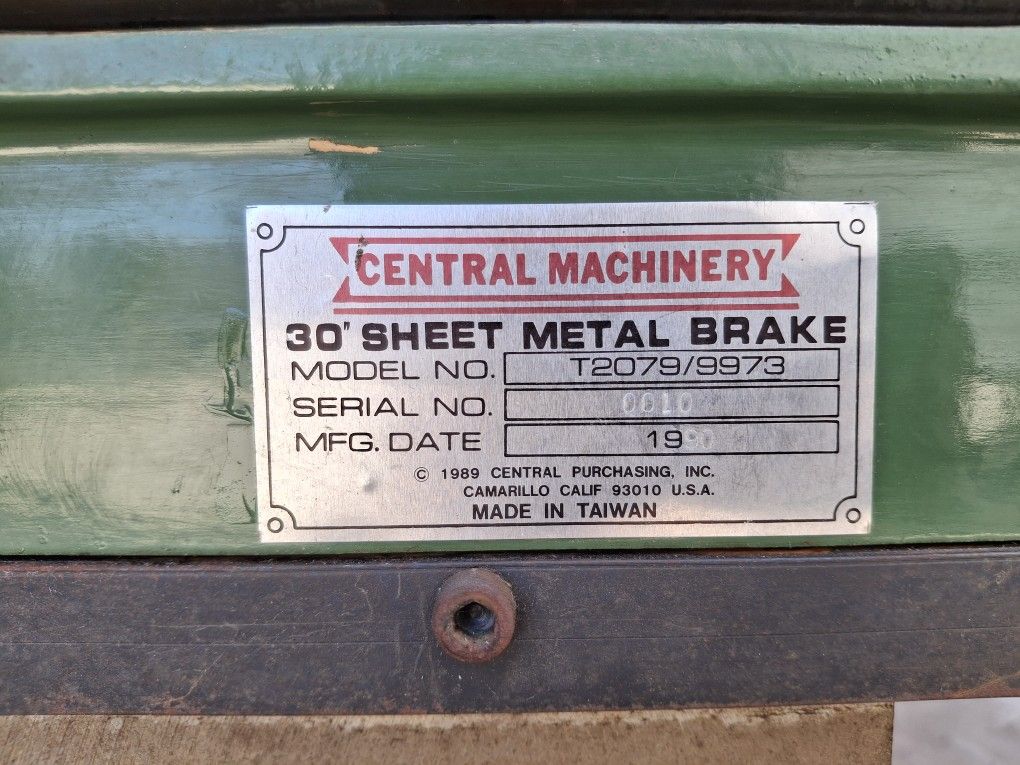 CENTRAL MACHINERY
30" SHEET METAL BRAKE
MODEL NO. T2079/9973
SERIAL NO. 0010
MFG. DATE 19
© 1989 CENTRAL PURCHASING, INC.
CAMARILLO CALIF 93010 U.S.A.
MADE IN TAIWAN